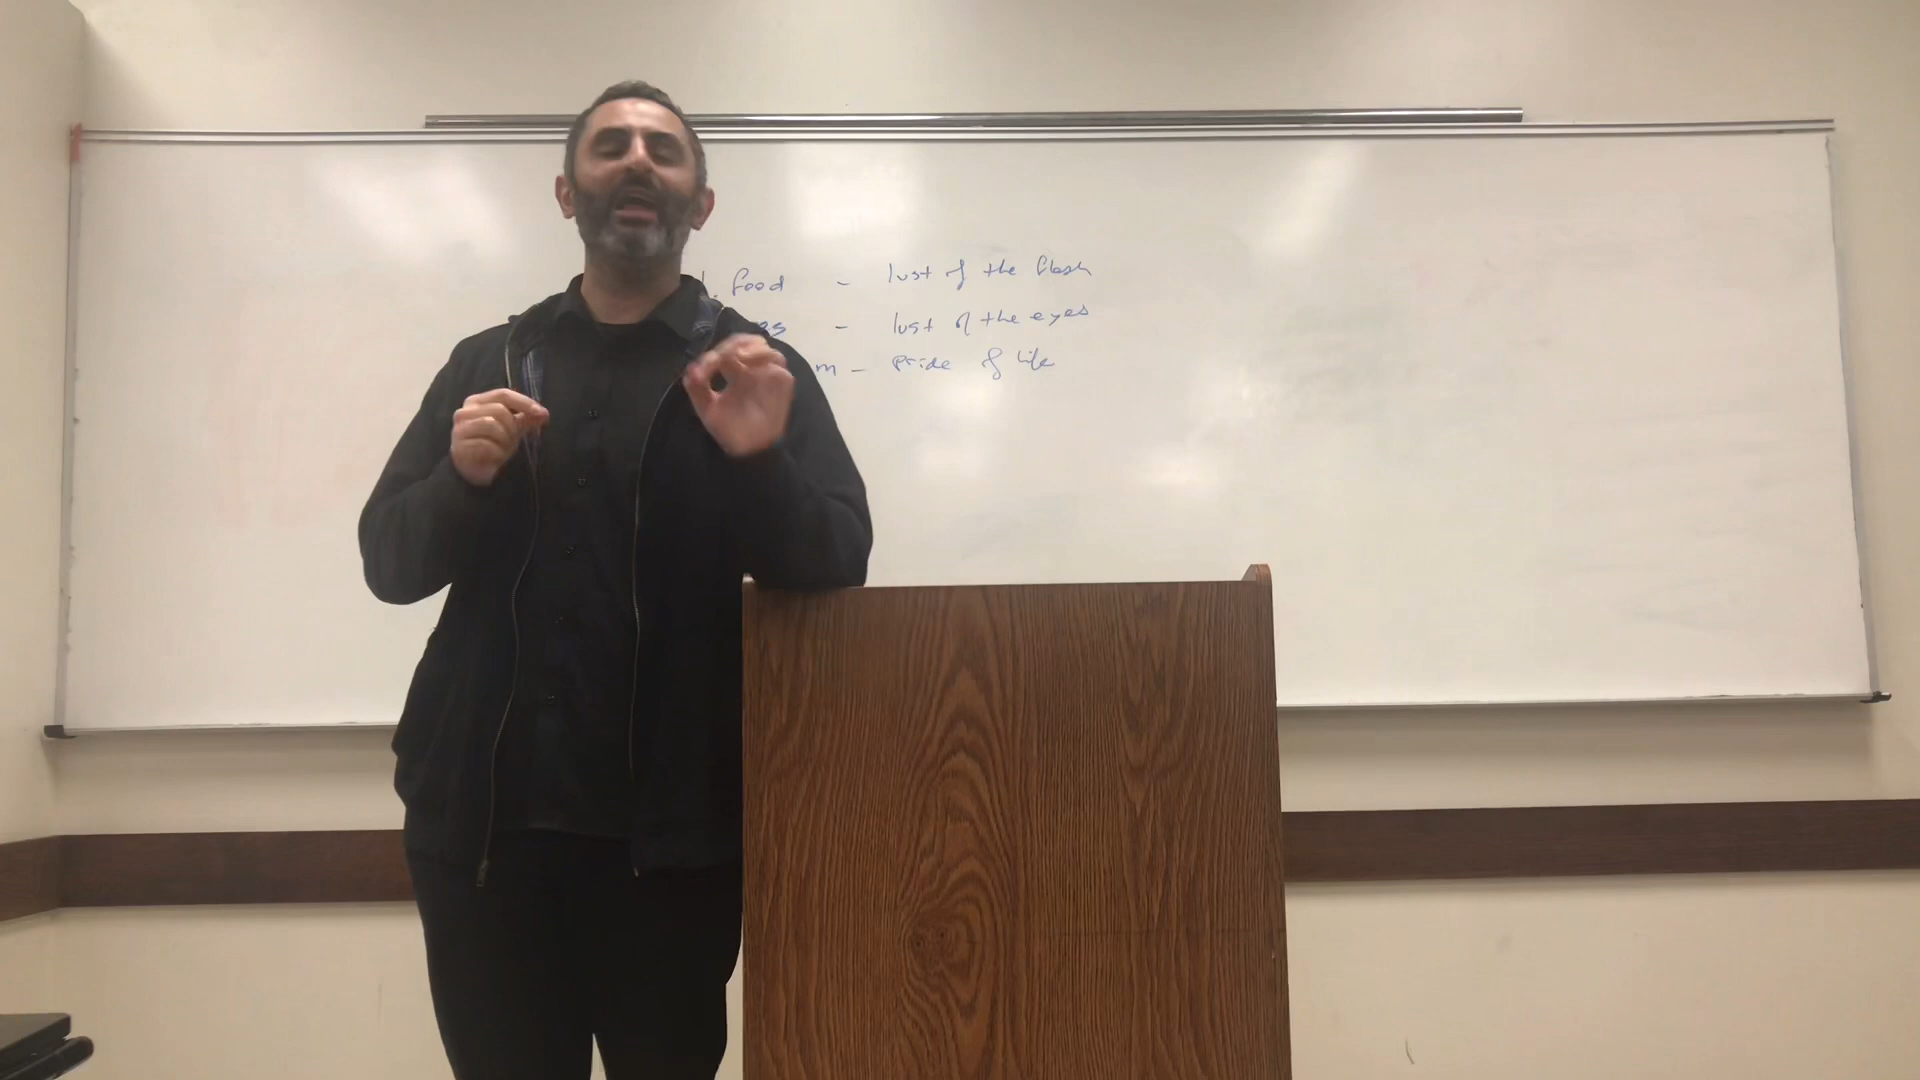 food - lust of the flesh
- lust of the eyes
- Pride of life